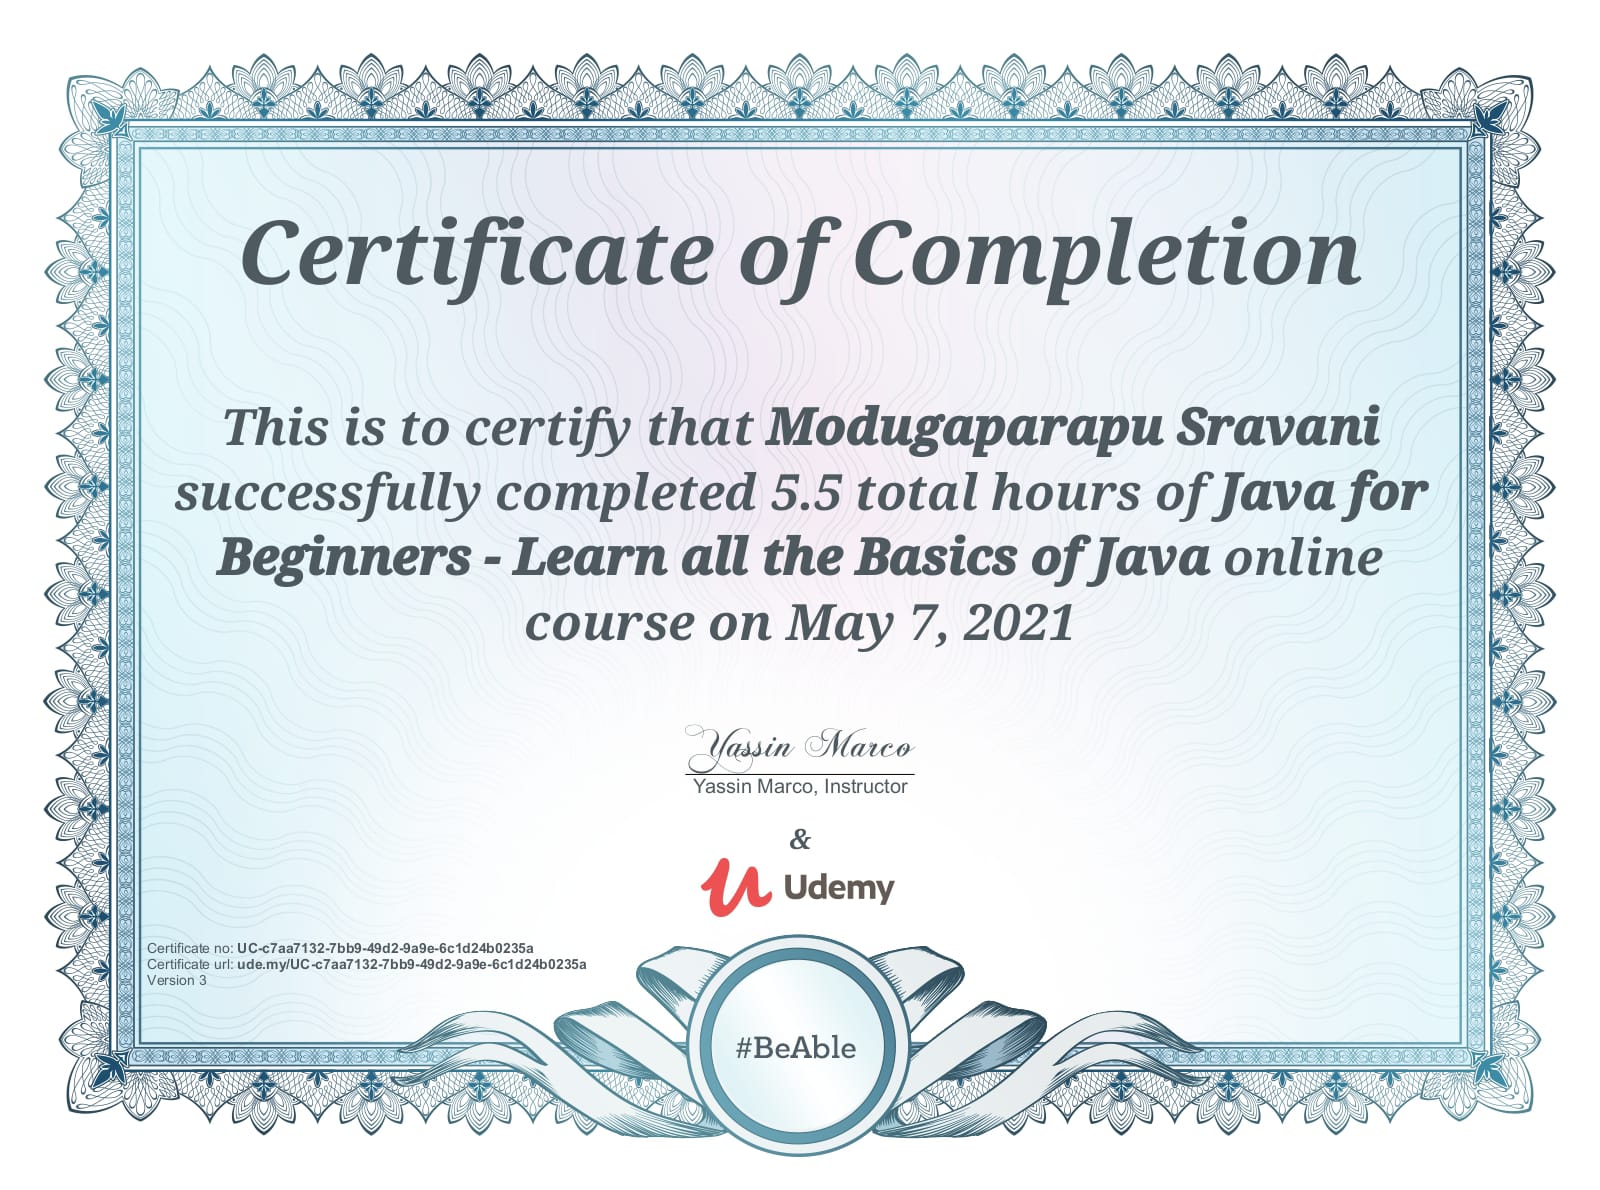 Certificate of Completion
This is to certify that Modugaparapu Sravani
successfully completed 5.5 total hours of Java for
Beginners - Learn all the Basics of Java online
course on May 7, 2021
Yassin Marco
Yassin Marco, Instructor
&
Udemy
Certificate no: UC-c7aa7132-7bb9-49d2-9a9e-6c1d24b0235a
Certificate url: ude.my/UC-c7aa7132-7bb9-49d2-9a9e-6c1d24b0235a
Version 3
#BeAble